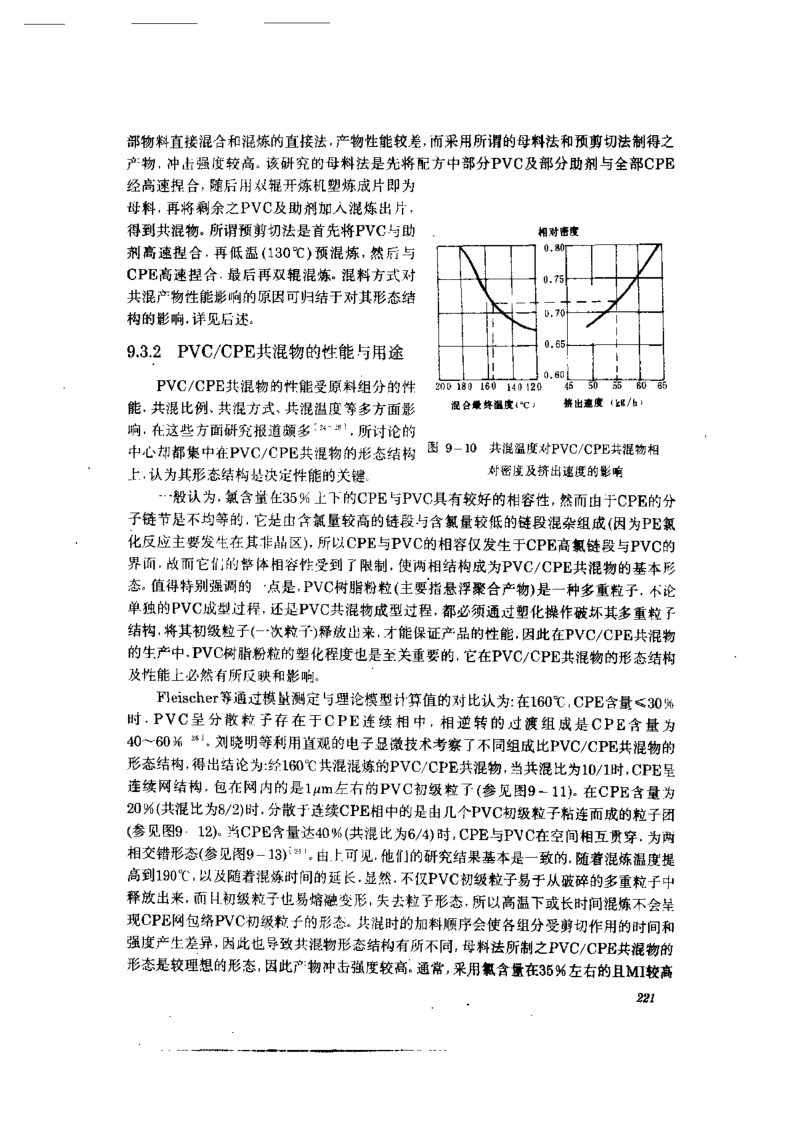 部物料直接混合和混炼的直接法，产物性能较差，而采用所谓的母料法和预剪切法制得之
产物，冲击强度较高。该研究的母料法是先将配方中部分PVC及部分助剂与全部CPE
经高速捏合，随后用双辊开炼机塑炼成片即为
母料，再将剩余之PVC及助剂加入混炼出片，
得到共混物。所谓预剪切法是首先将PVC与助
剂高速捏合，再低温(130℃)预混炼，然后与
CPE高速捏合，最后再双辊混炼。混料方式对
共混产物性能影响的原因可归结于对其形态结
构的影响，详见后述。
9.3.2 PVC/CPE共混物的性能与用途
PVC/CPE共混物的性能受原料组分的性
能、共混比例、共混方式、共混温度等多方面影
响，在这些方面研究报道颇多[24~28]，所讨论的
中心却都集中在PVC/CPE共混物的形态结构
上，认为其形态结构是决定性能的关键。
相对密度
0.80
0.75
0.70
0.65
0.60
200 180 160 140 120
45 50 55 60 65
混合最终温度(℃)
挤出速度 (kg/h)
图 9-10 共混温度对PVC/CPE共混物相
对密度及挤出速度的影响
一般认为，氯含量在35%上下的CPE与PVC具有较好的相容性，然而由于CPE的分
子链节是不均等的，它是由含氯量较高的链段与含氯量较低的链段混杂组成(因为PE氯
化反应主要发生在其非晶区)，所以CPE与PVC的相容仅发生于CPE高氯链段与PVC的
界面，故而它们的整体相容性受到了限制，使两相结构成为PVC/CPE共混物的基本形
态。值得特别强调的一点是，PVC树脂粉粒(主要指悬浮聚合产物)是一种多重粒子，不论
单独的PVC成型过程，还是PVC共混物成型过程，都必须通过塑化操作破坏其多重粒子
结构，将其初级粒子(一次粒子)释放出来，才能保证产品的性能，因此在PVC/CPE共混物
的生产中，PVC树脂粉粒的塑化程度也是至关重要的，它在PVC/CPE共混物的形态结构
及性能上必然有所反映和影响。
Fleischer等通过模量测定与理论模型计算值的对比认为：在160℃，CPE含量≤30%
时，PVC呈分散粒子存在于CPE连续相中，相逆转的过渡组成是CPE含量为
40~60%[28]。刘晓明等利用直观的电子显微技术考察了不同组成比PVC/CPE共混物的
形态结构，得出结论为：经160℃共混混炼的PVC/CPE共混物，当共混比为10/1时，CPE呈
连续网结构，包在网内的是1μm左右的PVC初级粒子(参见图9-11)。在CPE含量为
20%(共混比为8/2)时，分散于连续CPE相中的是由几个PVC初级粒子粘连而成的粒子团
(参见图9-12)。当CPE含量达40%(共混比为6/4)时，CPE与PVC在空间相互贯穿，为两
相交错形态(参见图9-13)[24]。由上可见，他们的研究结果基本是一致的，随着混炼温度提
高到190℃，以及随着混炼时间的延长，显然，不仅PVC初级粒子易于从破碎的多重粒子中
释放出来，而且初级粒子也易熔融变形，失去粒子形态，所以高温下或长时间混炼不会呈
现CPE网包络PVC初级粒子的形态。共混时的加料顺序会使各组分受剪切作用的时间和
强度产生差异，因此也导致共混物形态结构有所不同，母料法所制之PVC/CPE共混物的
形态是较理想的形态，因此产物冲击强度较高。通常，采用氯含量在35%左右的且MI较高
221